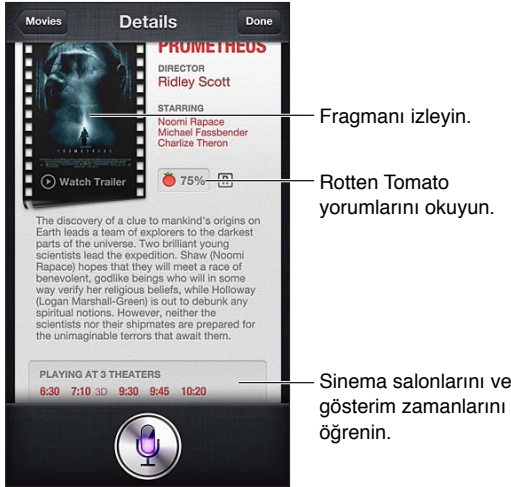 Movies
Details
Done
PROMETHEUS
DIRECTOR
Ridley Scott
STARRING
Noomi Rapace
Michael Fassbender
Charlize Theron
PROMETHEUS
Watch Trailer
75%
R
The discovery of a clue to mankind's origins on
Earth leads a team of explorers to the darkest
parts of the universe. Two brilliant young
scientists lead the expedition. Shaw (Noomi
Rapace) hopes that they will meet a race of
benevolent, godlike beings who will in some
way verify her religious beliefs, while Holloway
(Logan Marshall-Green) is out to debunk any
spiritual notions. However, neither the
scientists nor their shipmates are prepared for
the unimaginable terrors that await them.
PLAYING AT 3 THEATERS
6:30 7:10 3D 9:30 9:45 10:20
Fragmanı izleyin.
Rotten Tomato
yorumlarını okuyun.
Sinema salonlarını ve
gösterim zamanlarını
öğrenin.